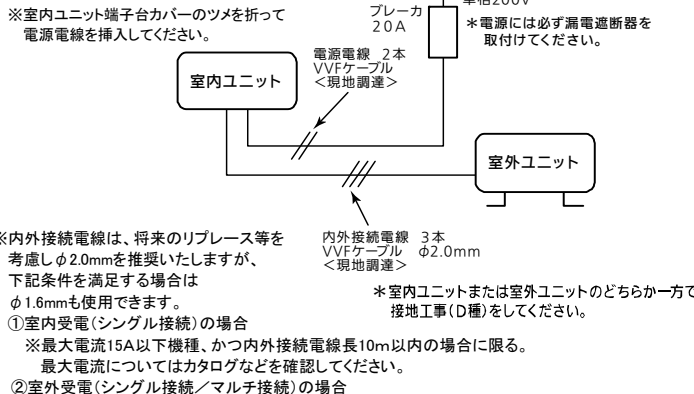 ※室内ユニット端子台カバーのツメを折って
電源電線を挿入してください。
ブレーカ
20A
単相200V
＊電源には必ず漏電遮断器を
取付けてください。
電源電線 2本
VVFケーブル
＜現地調達＞
室内ユニット
室外ユニット
※内外接続電線は、将来のリプレース等を
考慮しφ2.0mmを推奨いたしますが、
下記条件を満足する場合は
φ1.6mmも使用できます。
内外接続電線 3本
VVFケーブル φ2.0mm
＜現地調達＞
＊室内ユニットまたは室外ユニットのどちらか一方で
接地工事(D種)をしてください。
①室内受電(シングル接続)の場合
※最大電流15A以下機種、かつ内外接続電線長10m以内の場合に限る。
最大電流についてはカタログなどを確認してください。
②室外受電(シングル接続／マルチ接続)の場合